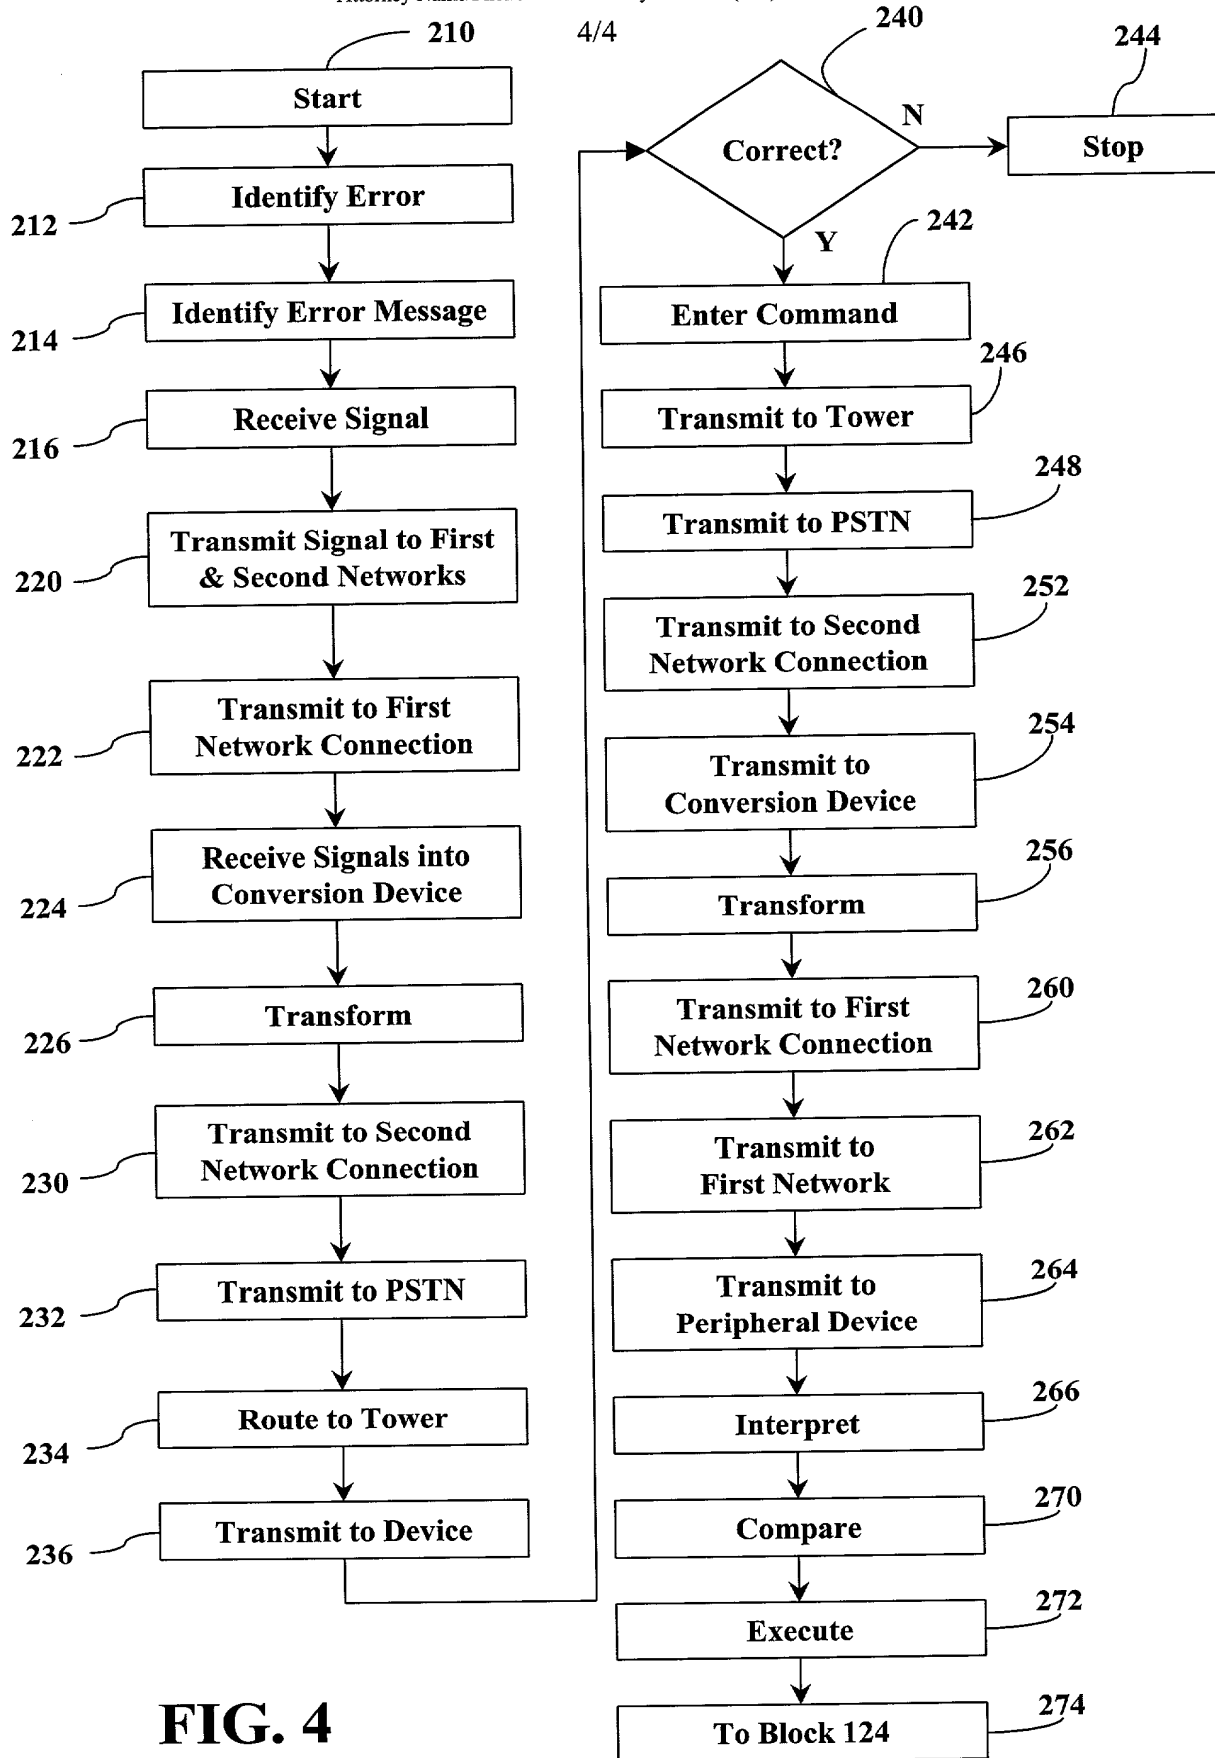 4/4
210
Start
Identify Error
212
Identify Error Message
214
Receive Signal
216
Transmit Signal to First
& Second Networks
220
Transmit to First
Network Connection
222
Receive Signals into
Conversion Device
224
Transform
226
Transmit to Second
Network Connection
230
Transmit to PSTN
232
Route to Tower
234
Transmit to Device
236
240
Correct?
N
244
Stop
Y
242
Enter Command
246
Transmit to Tower
248
Transmit to PSTN
252
Transmit to Second
Network Connection
254
Transmit to
Conversion Device
256
Transform
260
Transmit to First
Network Connection
262
Transmit to
First Network
264
Transmit to
Peripheral Device
266
Interpret
270
Compare
272
Execute
274
To Block 124
FIG. 4